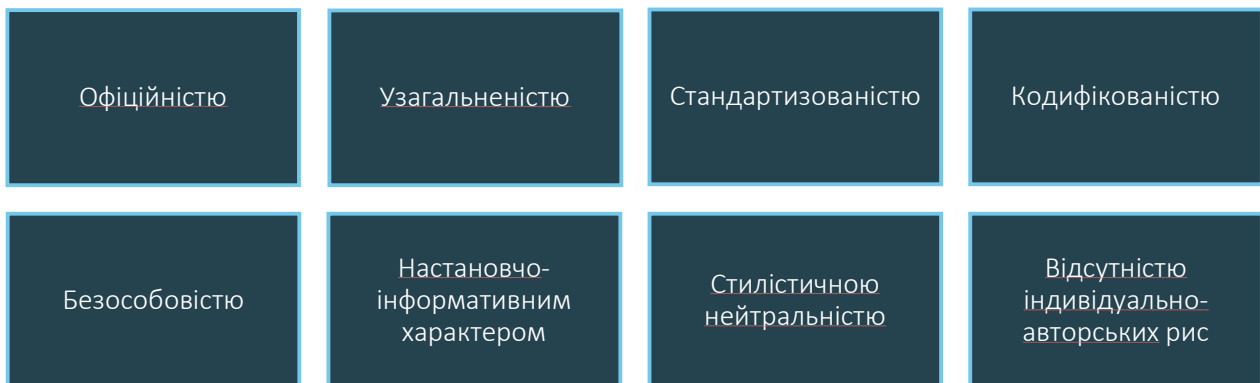 Офіційністю
Узагальненістю
Стандартизованістю
Кодифікованістю
Безособовістю
Настановчо-
інформативним
характером
Стилістичною
нейтральністю
Відсутністю
індивідуально-
авторських рис